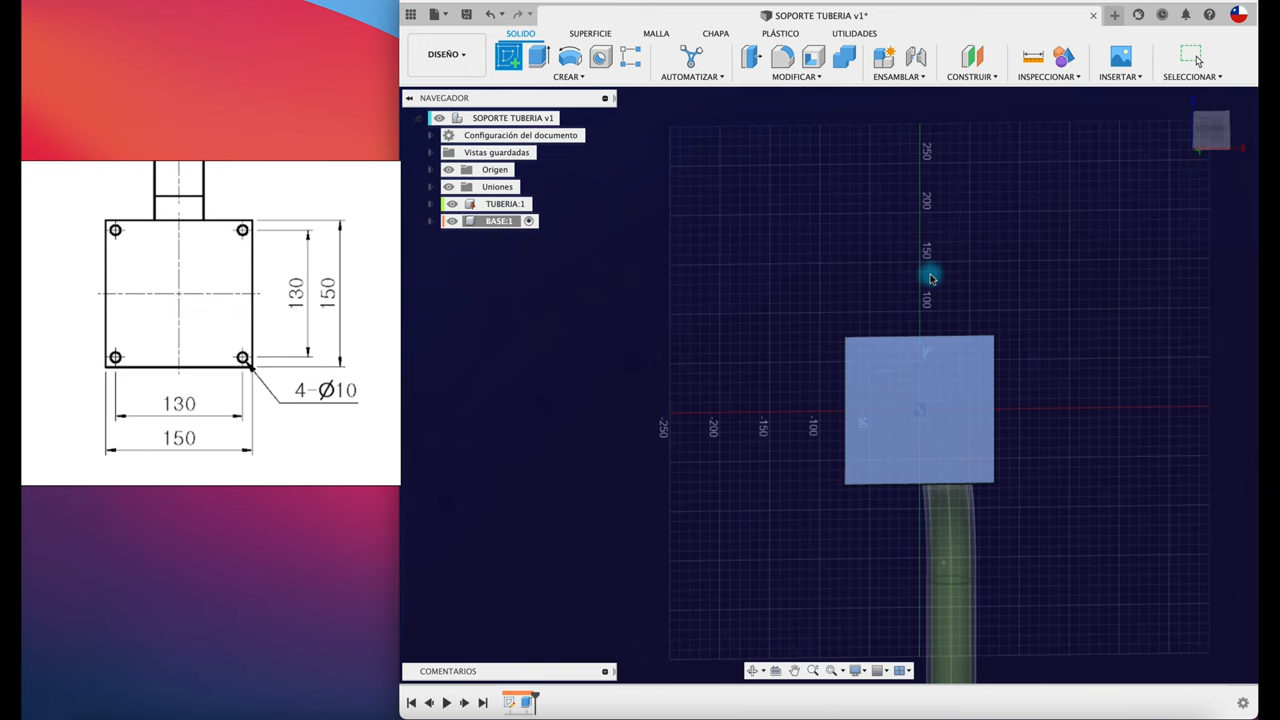 SOPORTE TUBERIA v1*
SOLIDO
SUPERFICIE
MALLA
CHAPA
PLÁSTICO
UTILIDADES
DISEÑO
CREAR
AUTOMATIZAR
MODIFICAR
ENSAMBLAR
CONSTRUIR
INSPECCIONAR
INSERTAR
SELECCIONAR
NAVEGADOR
SOPORTE TUBERIA v1
Configuración del documento
Vistas guardadas
Origen
Uniones
TUBERIA:1
BASE:1
130
150
4-Ø10
130
150
250
200
150
100
-250
-200
-150
-100
-50
COMENTARIOS